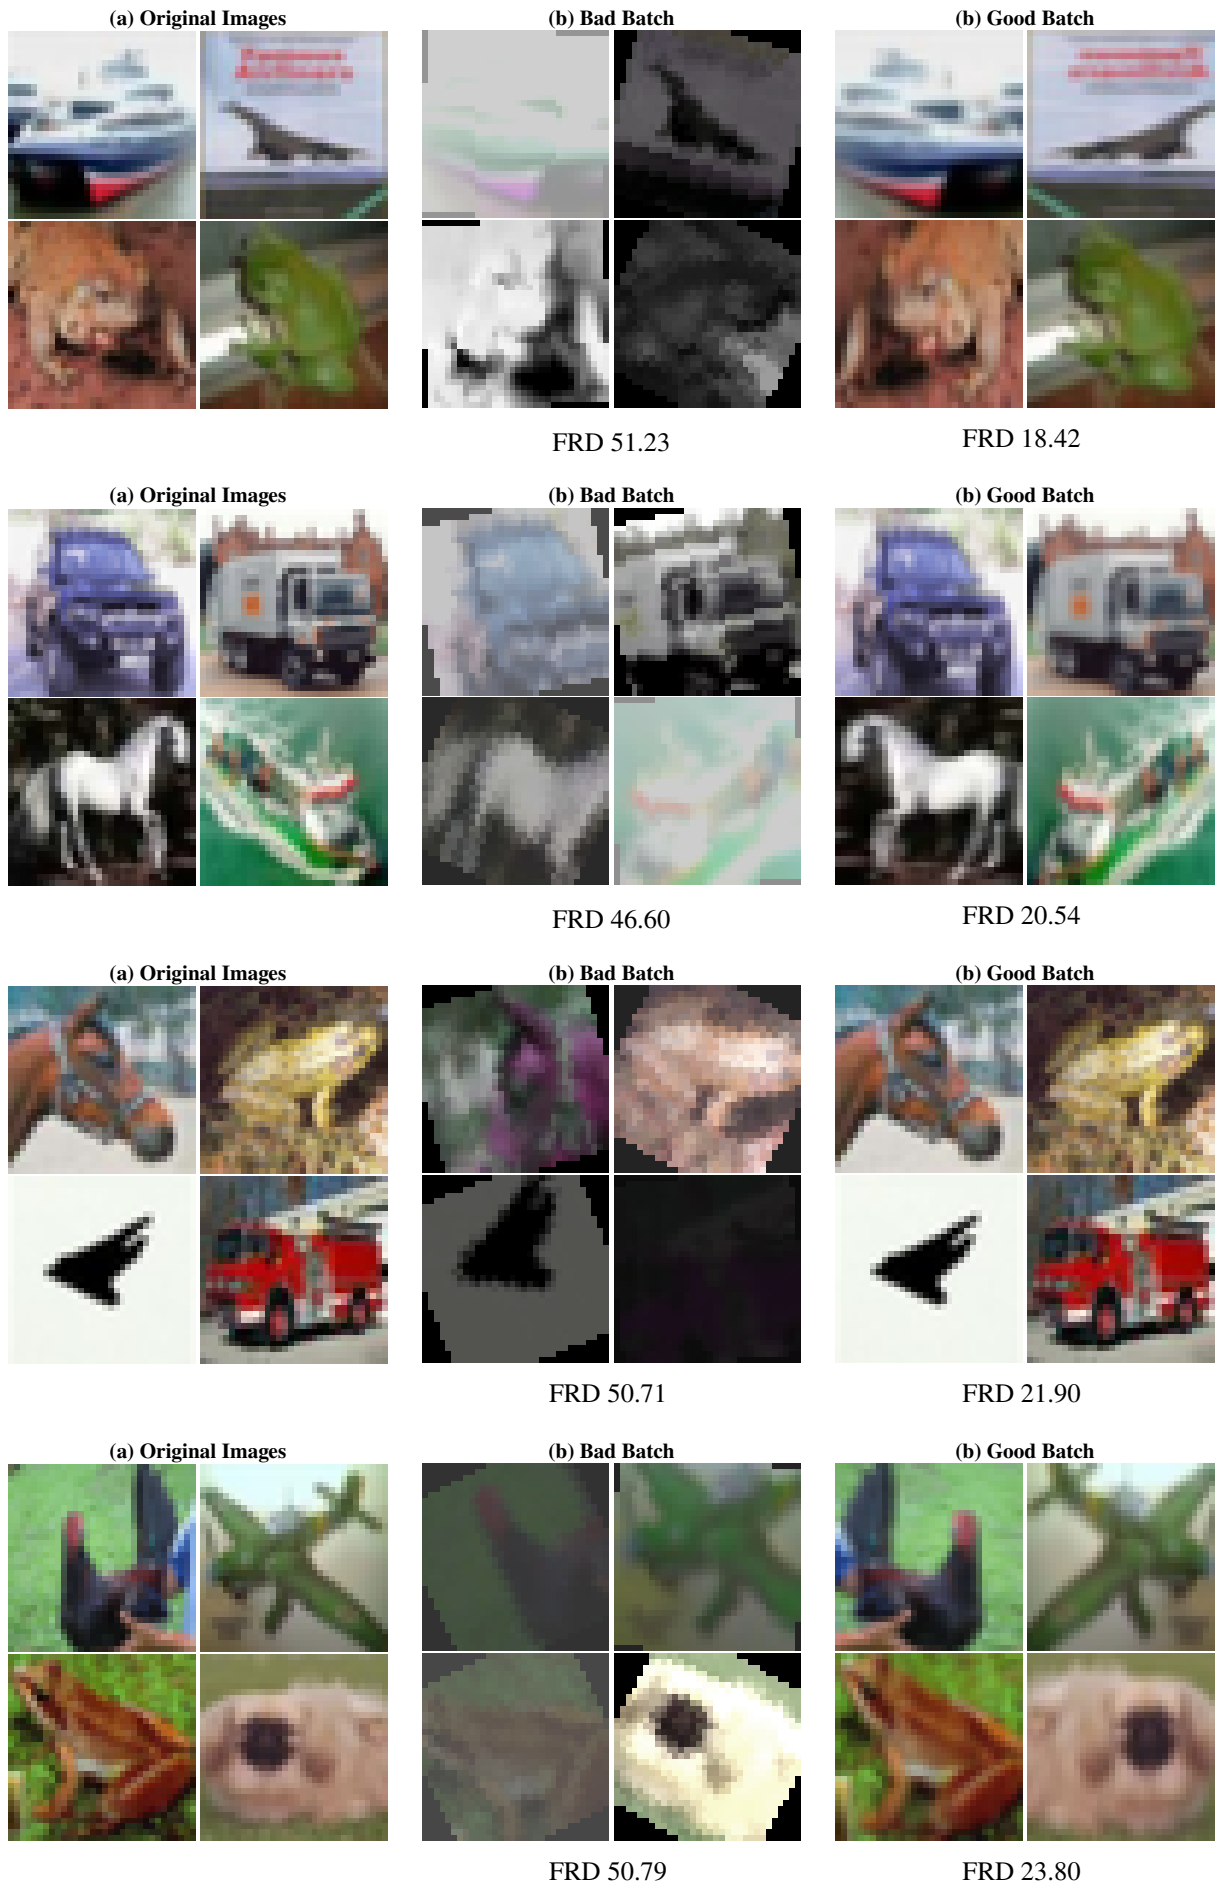 (a) Original Images (b) Bad Batch (b) Good Batch
FRD 51.23 FRD 18.42
(a) Original Images (b) Bad Batch (b) Good Batch
FRD 46.60 FRD 20.54
(a) Original Images (b) Bad Batch (b) Good Batch
FRD 50.71 FRD 21.90
(a) Original Images (b) Bad Batch (b) Good Batch
FRD 50.79 FRD 23.80